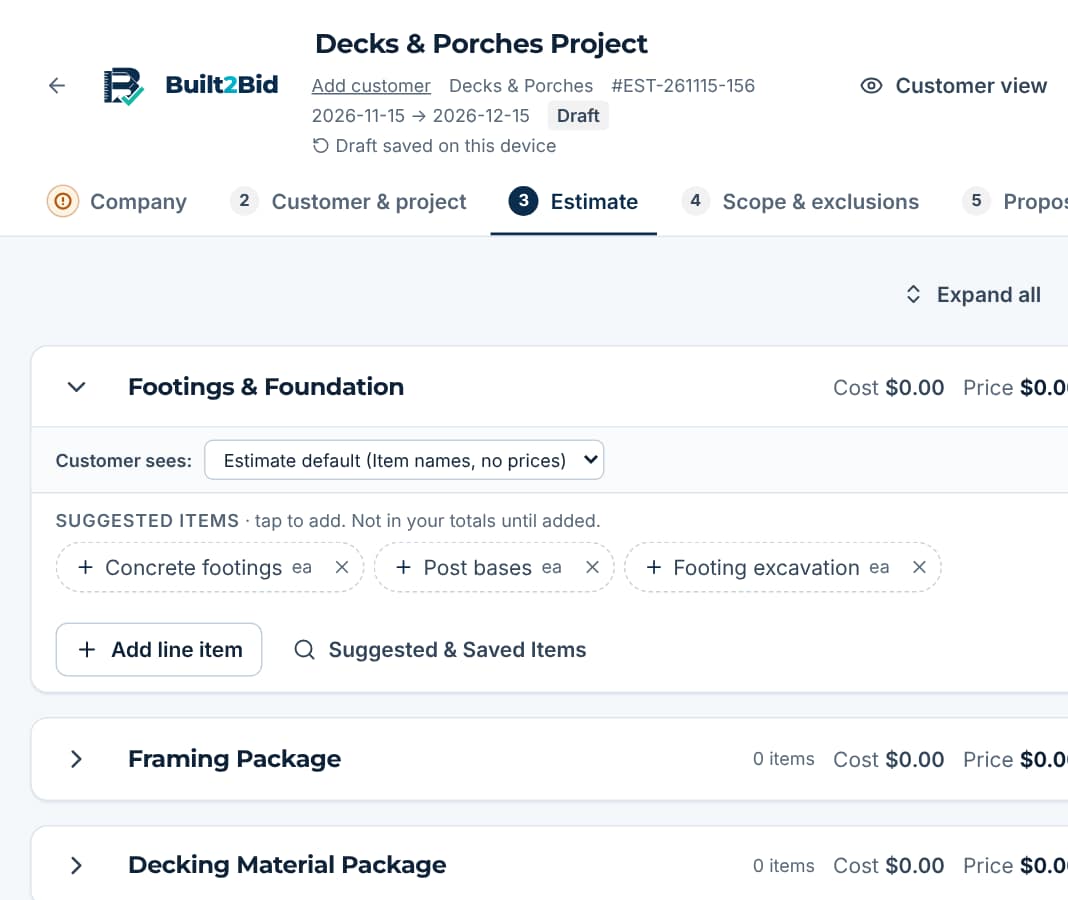 Decks & Porches Project
Built2Bid
Add customer Decks & Porches #EST-261115-156
Customer view
2026-11-15 → 2026-12-15 Draft
Draft saved on this device
Company
2 Customer & project
3 Estimate
4 Scope & exclusions
5 Propos
Expand all
Footings & Foundation
Cost $0.00 Price $0.0
Customer sees: Estimate default (Item names, no prices)
SUGGESTED ITEMS · tap to add. Not in your totals until added.
+ Concrete footings ea ×
+ Post bases ea ×
+ Footing excavation ea ×
+ Add line item
Suggested & Saved Items
Framing Package
0 items Cost $0.00 Price $0.0
Decking Material Package
0 items Cost $0.00 Price $0.0